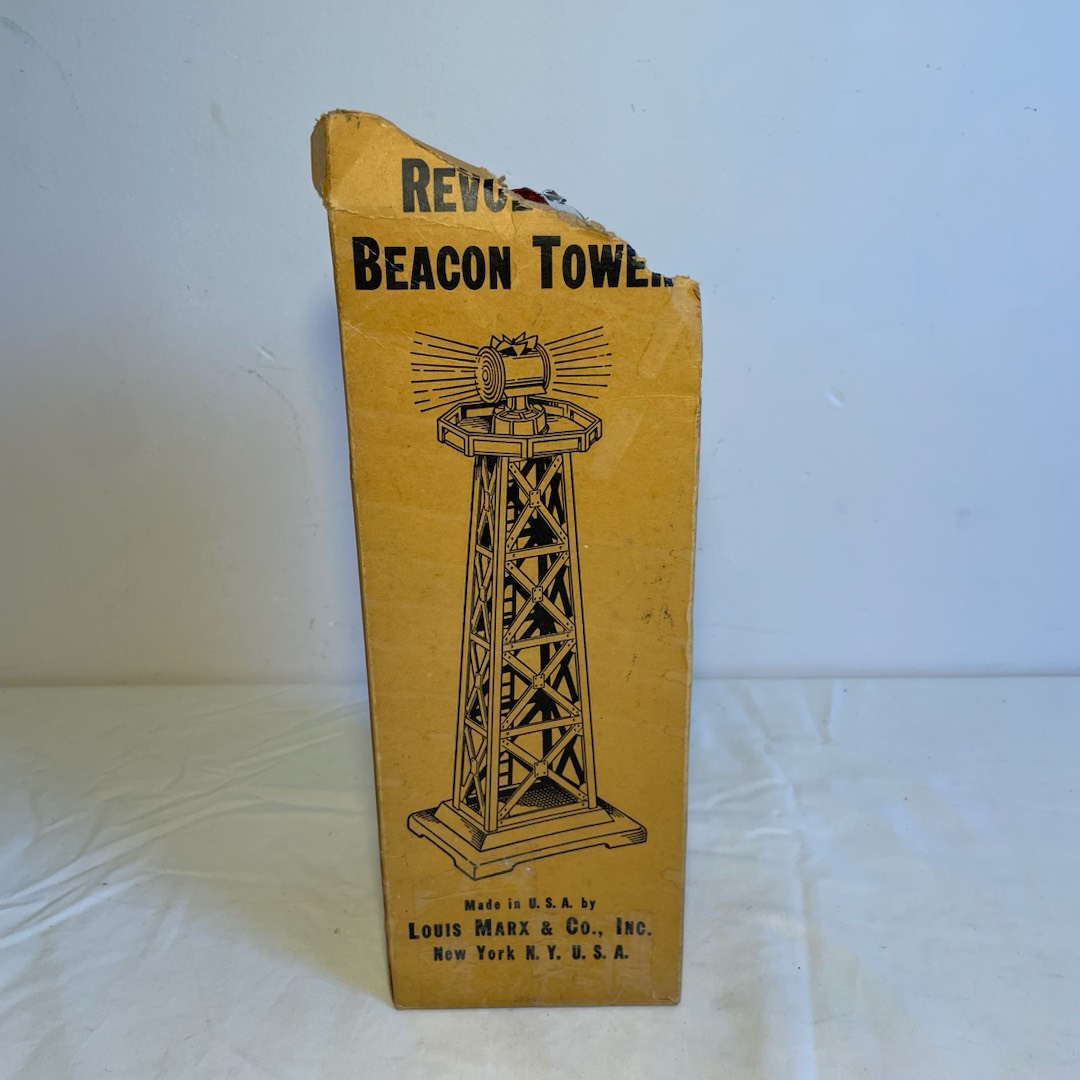 BEACON TOWER
Made in U.S.A. by
LOUIS MARX & CO., INC.
New York N.Y. U.S.A.